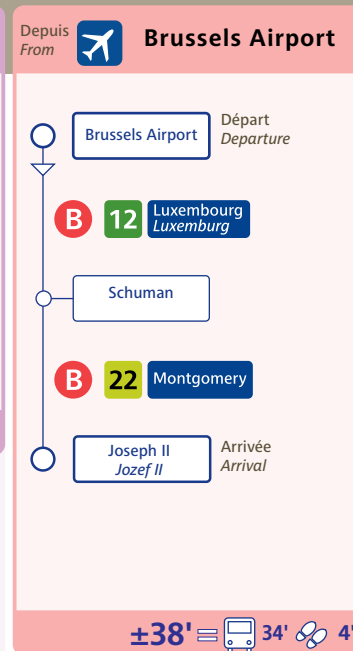 Depuis
From
Brussels Airport
Brussels Airport
Départ
Departure
B 12 Luxembourg
Luxemburg
Schuman
B 22 Montgomery
Joseph II
Jozef II
Arrivée
Arrival
±38' = 34' 4'